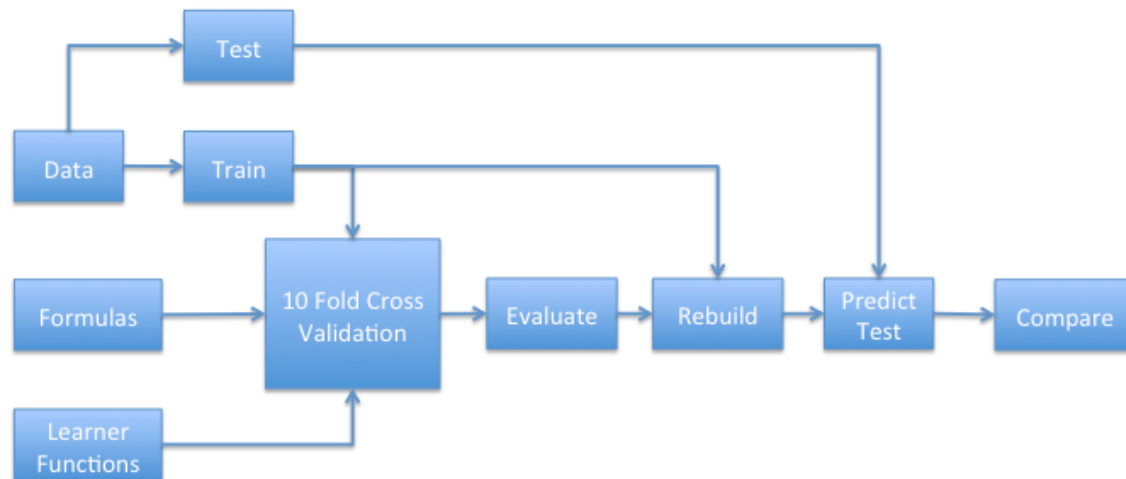 Test
Data
Train
Formulas
10 Fold Cross
Validation
Evaluate
Rebuild
Predict
Test
Compare
Learner
Functions